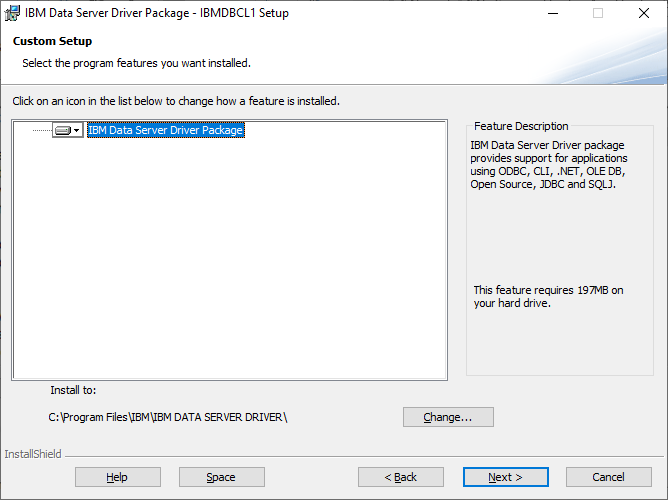 IBM Data Server Driver Package - IBMDBCL1 Setup
Custom Setup
Select the program features you want installed.
Click on an icon in the list below to change how a feature is installed.
IBM Data Server Driver Package
Feature Description
IBM Data Server Driver package
provides support for applications
using ODBC, CLI, .NET, OLE DB,
Open Source, JDBC and SQLJ.
This feature requires 197MB on
your hard drive.
Install to:
C:\Program Files\IBM\IBM DATA SERVER DRIVER\
Change...
InstallShield
Help
Space
< Back
Next >
Cancel